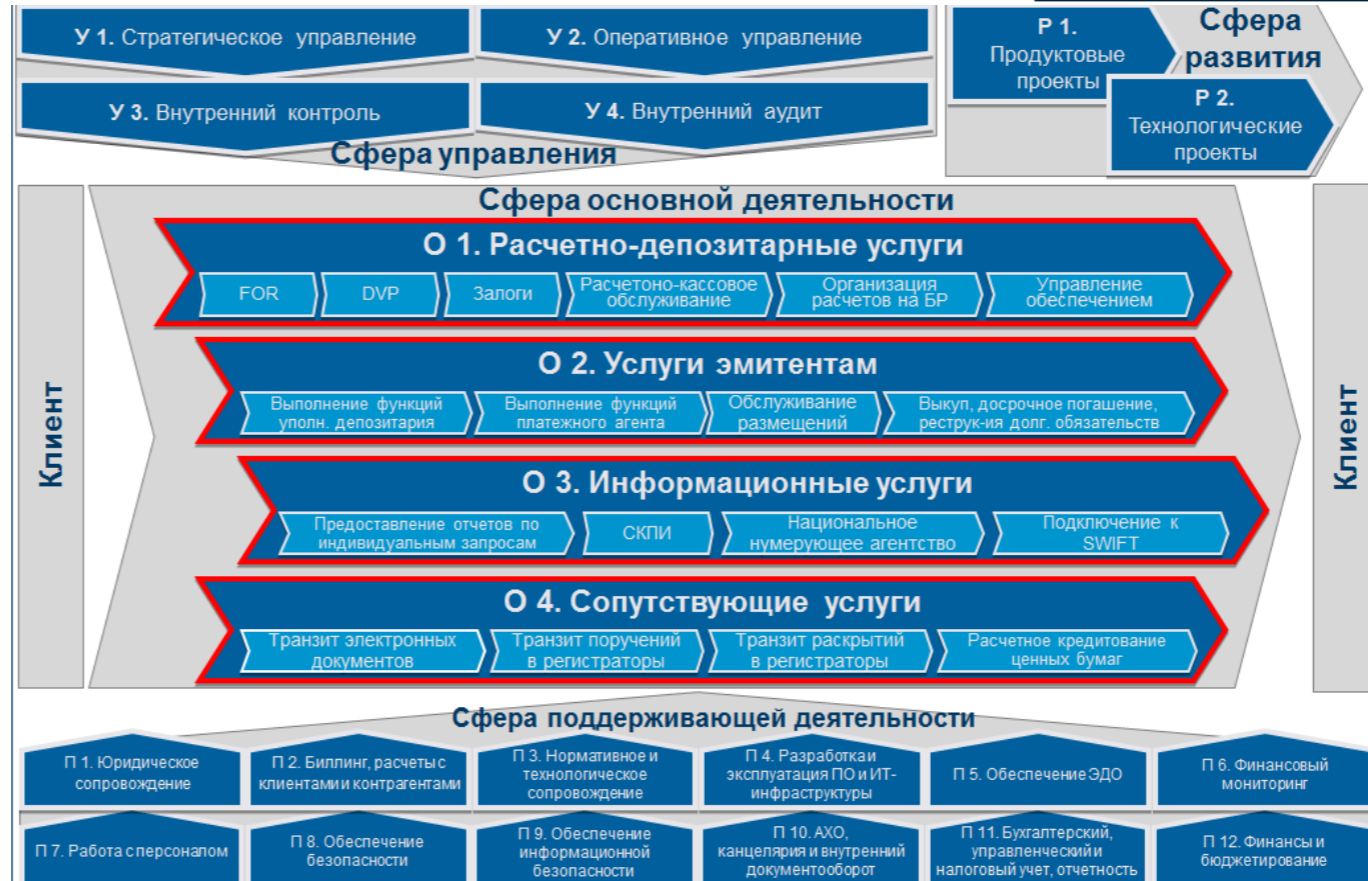 У 1. Стратегическое управление
У 2. Оперативное управление
У 3. Внутренний контроль
У 4. Внутренний аудит
Сфера управления
Р 1.
Продуктовые
проекты
Сфера
развития
Р 2.
Технологические
проекты
Клиент
Сфера основной деятельности
О 1. Расчетно-депозитарные услуги
FOR
DVP
Залоги
Расчетоно-кассовое
обслуживание
Организация
расчетов на БР
Управление
обеспечением
О 2. Услуги эмитентам
Выполнение функций
уполн. депозитария
Выполнение функций
платежного агента
Обслуживание
размещений
Выкуп, досрочное погашение,
реструк-ия долг. обязательств
О 3. Информационные услуги
Предоставление отчетов по
индивидуальным запросам
СКПИ
Национальное
нумерующее агентство
Подключение к
SWIFT
О 4. Сопутствующие услуги
Транзит электронных
документов
Транзит поручений
в регистраторы
Транзит раскрытий
в регистраторы
Расчетное кредитование
ценных бумаг
Клиент
Сфера поддерживающей деятельности
П 1. Юридическое
сопровождение
П 2. Биллинг, расчеты с
клиентами и контрагентами
П 3. Нормативное и
технологическое
сопровождение
П 4. Разработка и
эксплуатация ПО и ИТ-
инфраструктуры
П 5. Обеспечение ЭДО
П 6. Финансовый
мониторинг
П 7. Работа с персоналом
П 8. Обеспечение
безопасности
П 9. Обеспечение
информационной
безопасности
П 10. АХО,
канцелярия и внутренний
документооборот
П 11. Бухгалтерский,
управленческий и
налоговый учет, отчетность
П 12. Финансы и
бюджетирование